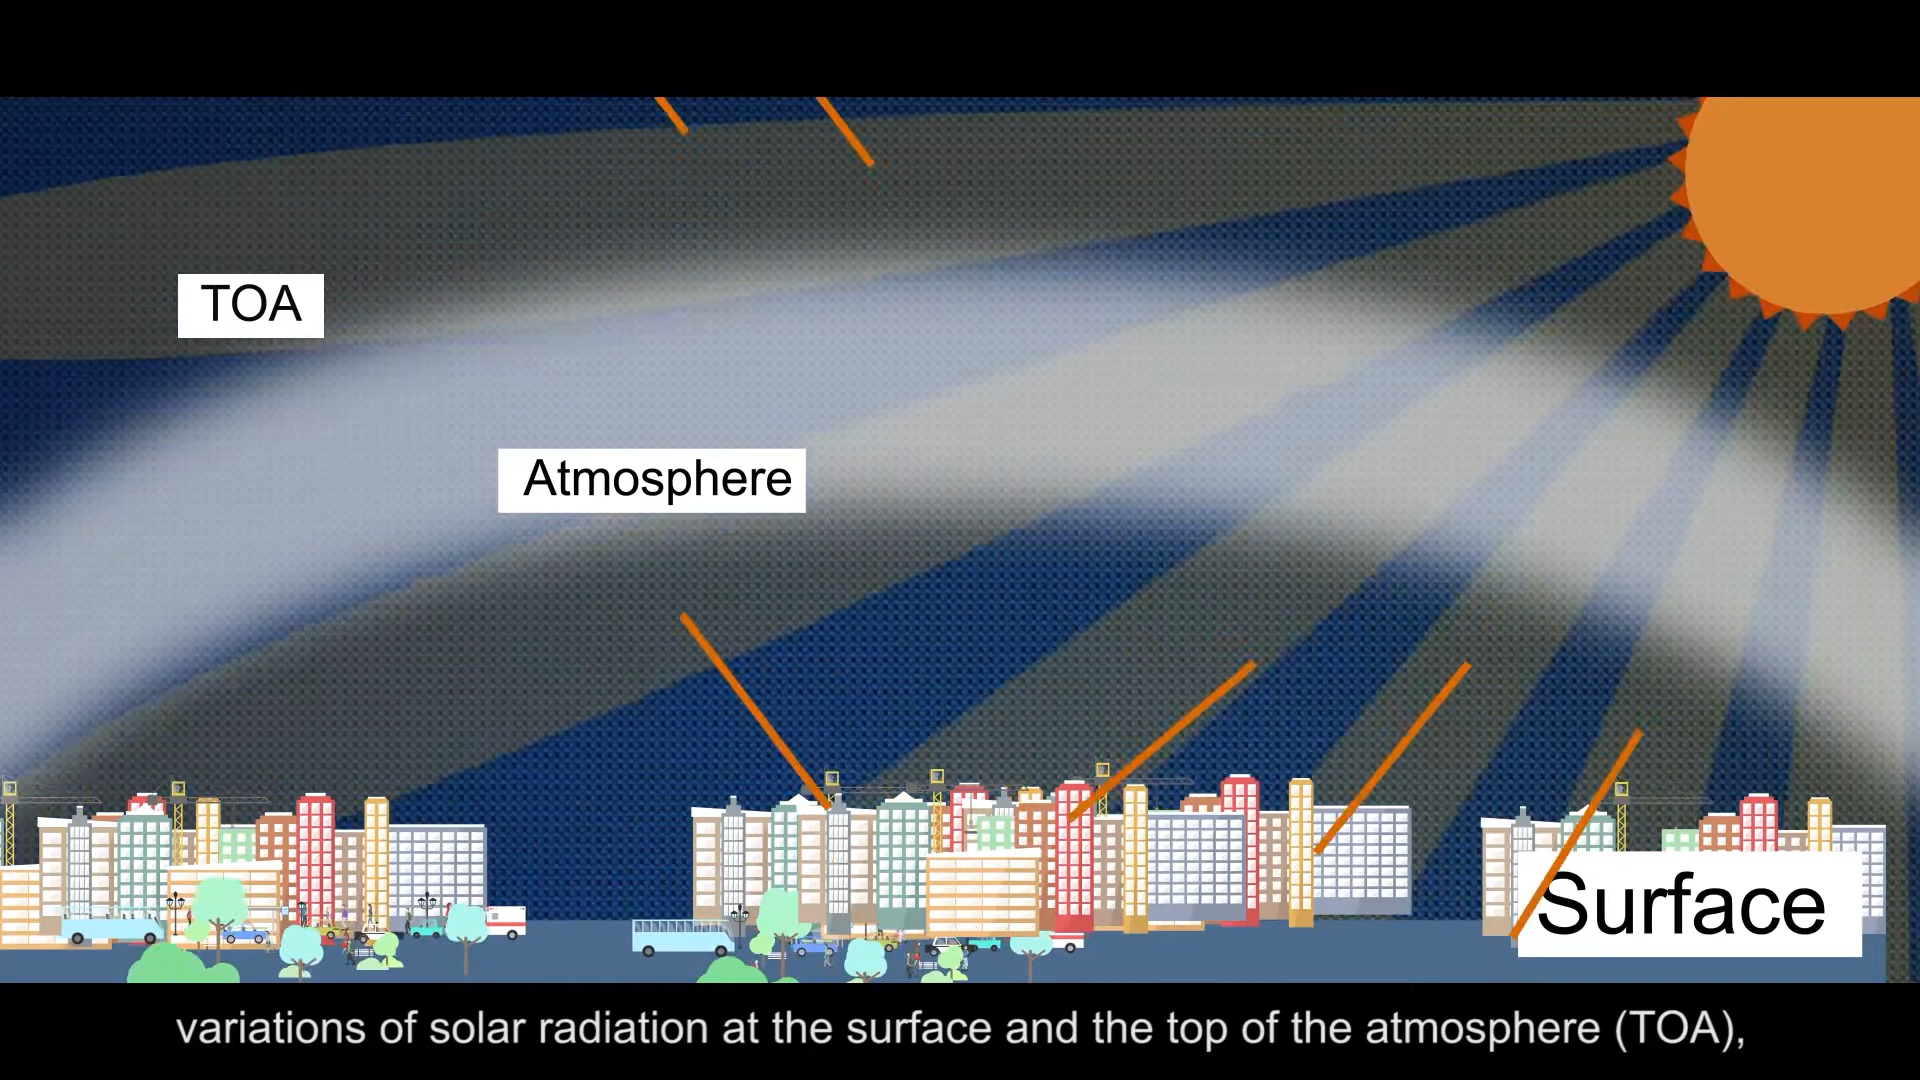 TOA
Atmosphere
Surface
variations of solar radiation at the surface and the top of the atmosphere (TOA),